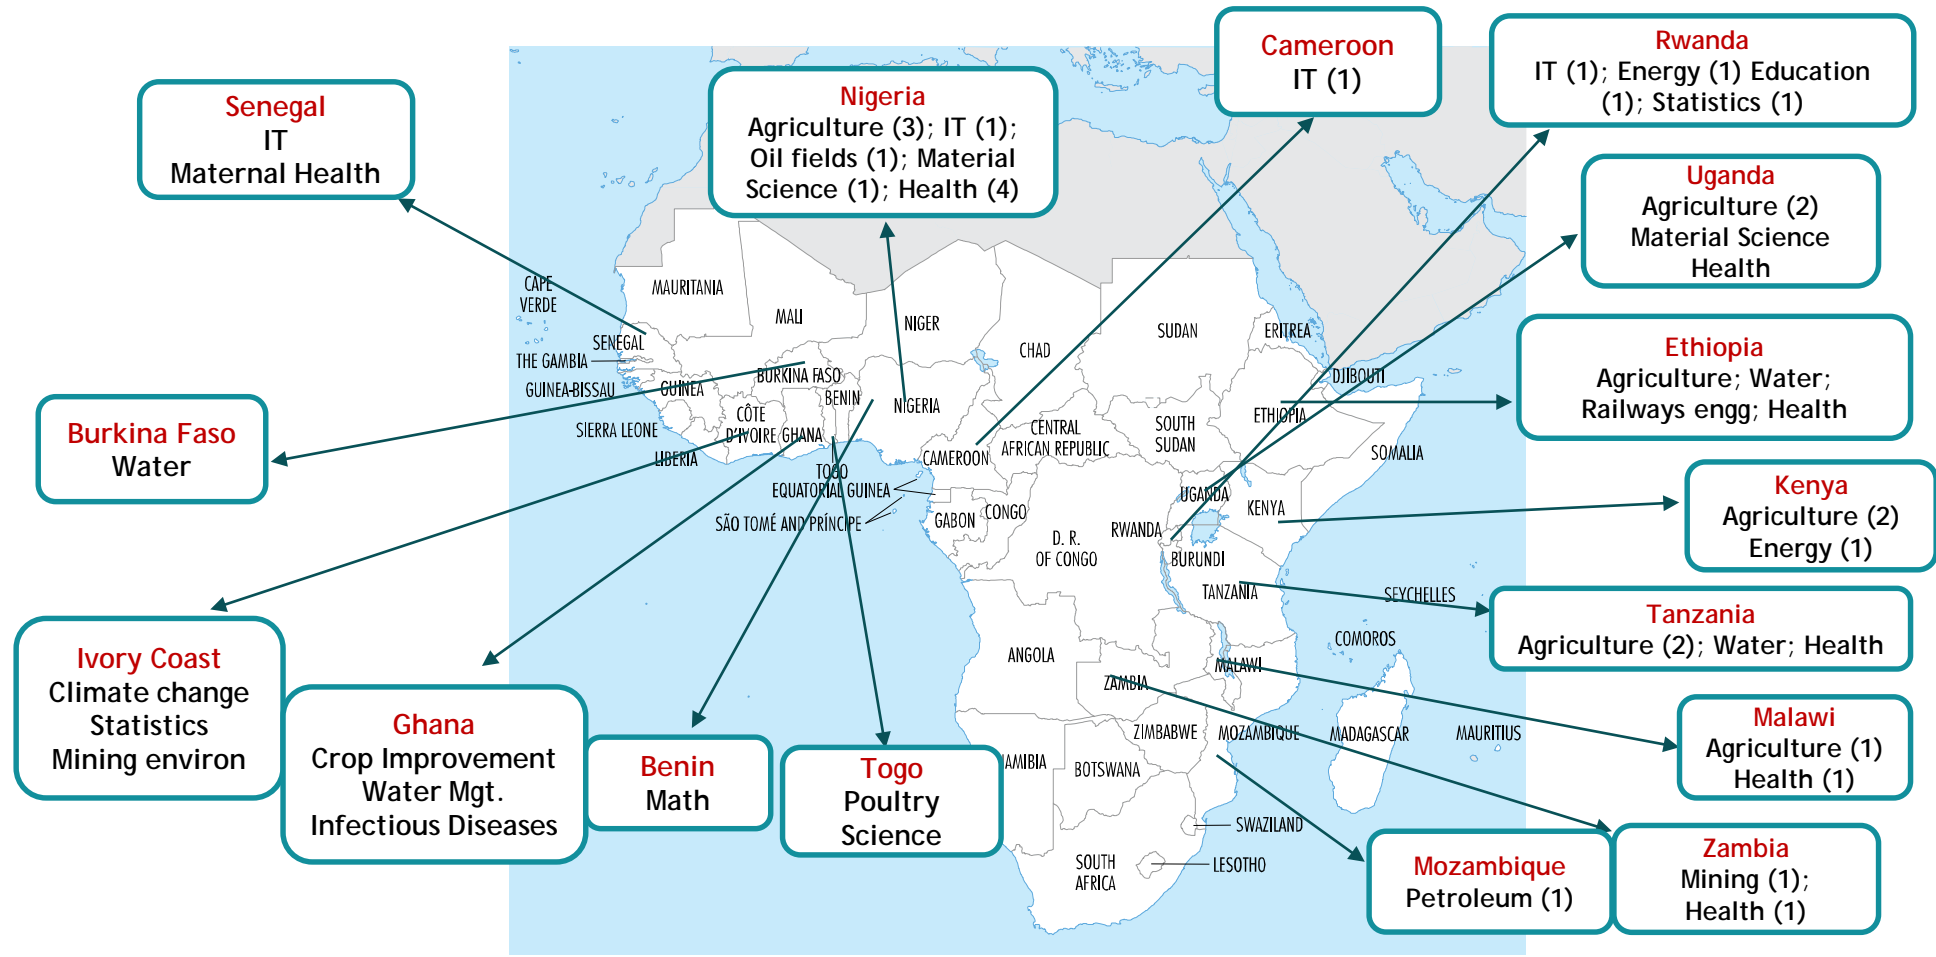 Cameroon
IT (1)
Rwanda
IT (1); Energy (1) Education
(1); Statistics (1)
Senegal
IT
Maternal Health
Nigeria
Agriculture (3); IT (1);
Oil fields (1); Material
Science (1); Health (4)
Uganda
Agriculture (2)
Material Science
Health
Ethiopia
Agriculture; Water;
Railways engg; Health
Burkina Faso
Water
Kenya
Agriculture (2)
Energy (1)
Tanzania
Agriculture (2); Water; Health
Ivory Coast
Climate change
Statistics
Mining environ
Ghana
Crop Improvement
Water Mgt.
Infectious Diseases
Benin
Math
Togo
Poultry
Science
Malawi
Agriculture (1)
Health (1)
Mozambique
Petroleum (1)
Zambia
Mining (1);
Health (1)
CAPE
VERDE
MAURITANIA
MALI
NIGER
CHAD
SUDAN
ERITREA
SENEGAL
THE GAMBIA
GUINEA-BISSAU
GUINEA
BURKINA FASO
BENIN
NIGERIA
DJIBOUTI
ETHIOPIA
SIERRA LEONE
CÔTE
D'IVOIRE
GHANA
LIBERIA
TOGO
CAMEROON
CENTRAL
AFRICAN REPUBLIC
SOUTH
SUDAN
SOMALIA
EQUATORIAL GUINEA
SÃO TOMÉ AND PRÍNCIPE
GABON
CONGO
UGANDA
KENYA
RWANDA
D. R.
OF CONGO
BURUNDI
TANZANIA
SEYCHELLES
COMOROS
ANGOLA
ZAMBIA
MALAWI
ZIMBABWE
MOZAMBIQUE
MADAGASCAR
MAURITIUS
AMIBIA
BOTSWANA
SWAZILAND
LESOTHO
SOUTH
AFRICA